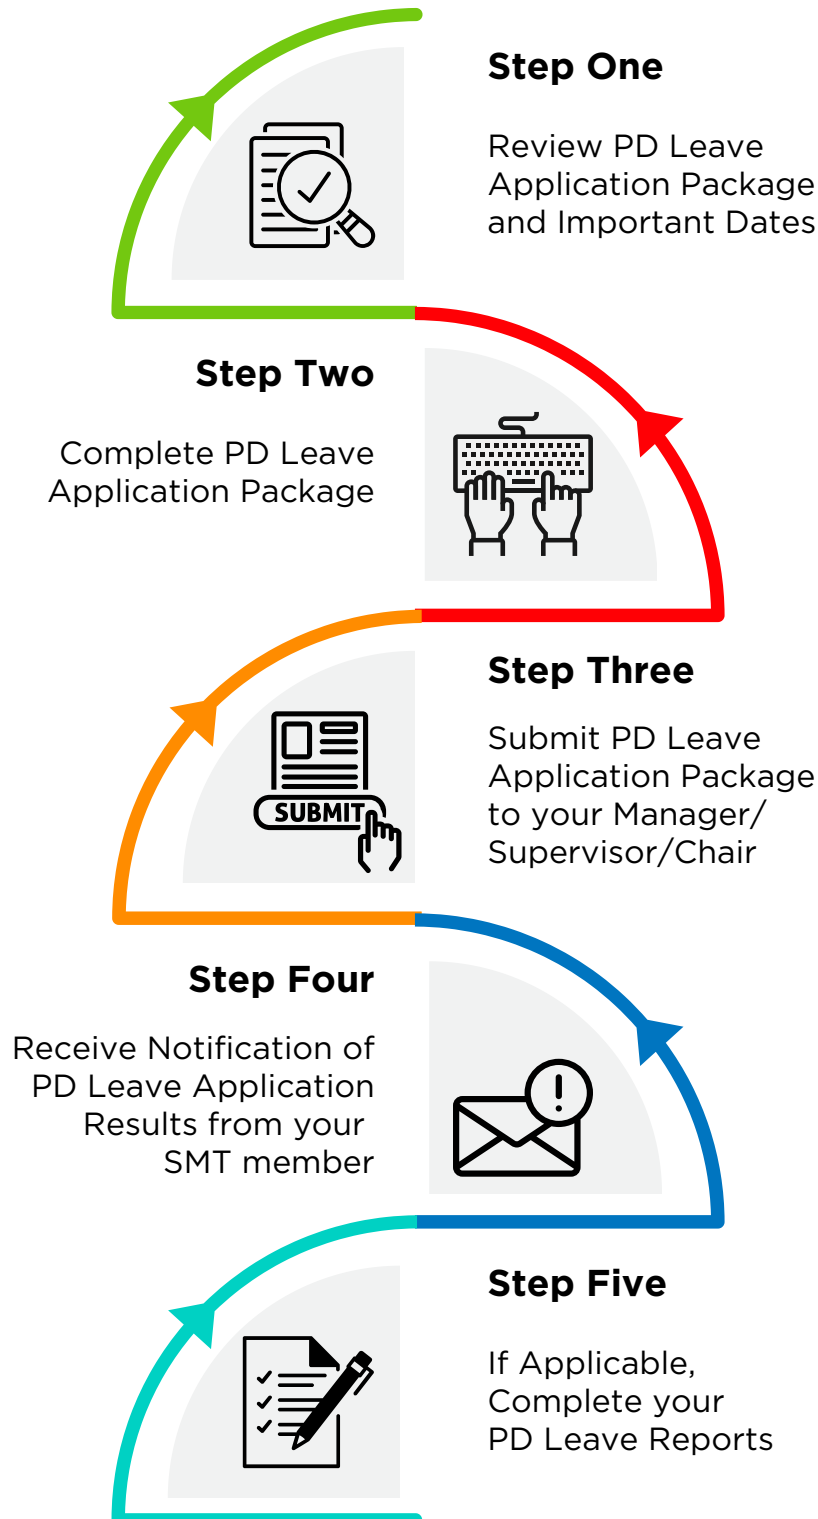 Step One
Review PD Leave
Application Package
and Important Dates
Step Two
Complete PD Leave
Application Package
Step Three
Submit PD Leave
Application Package
to your Manager/
Supervisor/Chair
SUBMIT
Step Four
Receive Notification of
PD Leave Application
Results from your
SMT member
Step Five
If Applicable,
Complete your
PD Leave Reports